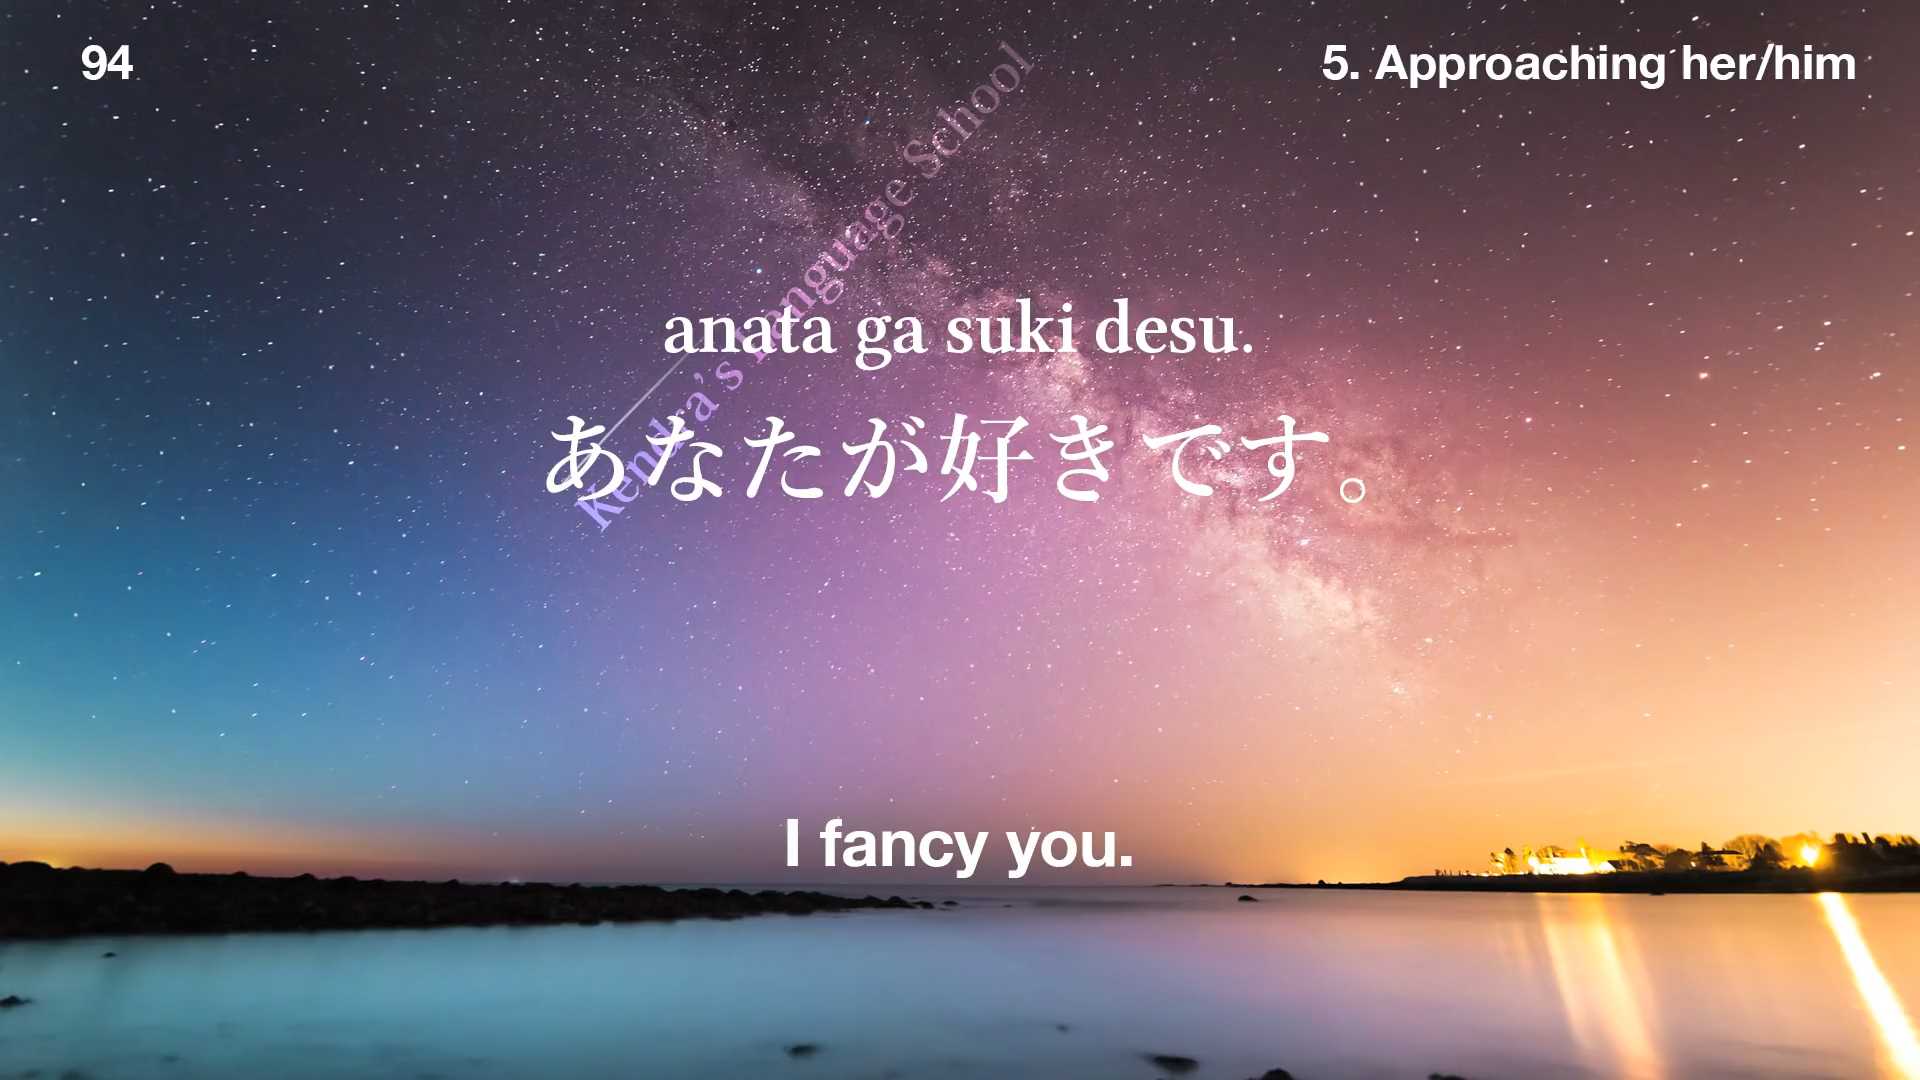 94
5. Approaching her/him
Kendra's Language School
anata ga suki desu.
あなたが好きです。
I fancy you.